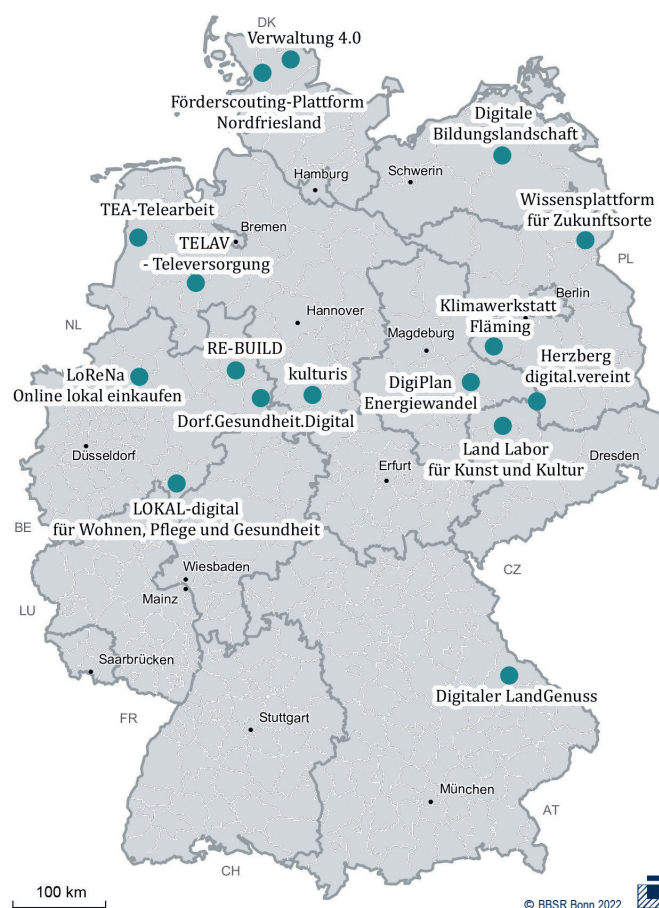 DK
Verwaltung 4.0
Förderscouting-Plattform
Nordfriesland
Digitale
Bildungslandschaft
Hamburg
Schwerin
TEA-Telearbeit
Wissensplattform
für Zukunftsorte
Bremen
TELAV
- Televersorgung
PL
Berlin
Klimawerkstatt
Fläming
NL
Hannover
Magdeburg
RE-BUILD
Herzberg
digital.vereint
LoReNa
Online lokal einkaufen
kulturis
DigiPlan
Energiewandel
Dorf.Gesundheit.Digital
Düsseldorf
Land Labor
für Kunst und Kultur
Dresden
Erfurt
LOKAL-digital
für Wohnen, Pflege und Gesundheit
BE
Wiesbaden
CZ
Mainz
LU
Saarbrücken
Digitaler LandGenuss
FR
Stuttgart
München
AT
CH
100 km
© BBSR Bonn 2022